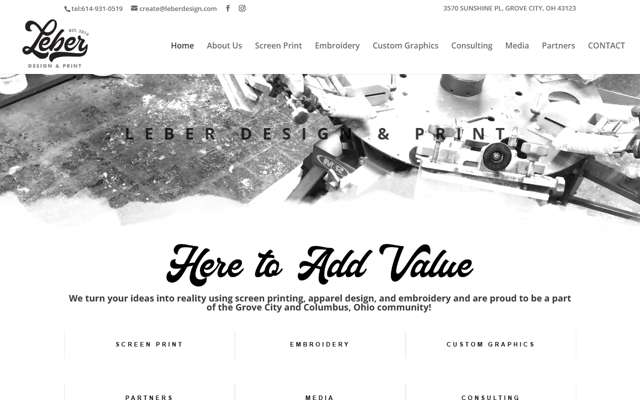 tel:614-931-0519 create@leberdesign.com 3570 SUNSHINE PL, GROVE CITY, OH 43123
Leber
EST. 2014
DESIGN & PRINT
Home About Us Screen Print Embroidery Custom Graphics Consulting Media Partners CONTACT
LEBER DESIGN & PRINT
Here to Add Value
We turn your ideas into reality using screen printing, apparel design, and embroidery and are proud to be a part
of the Grove City and Columbus, Ohio community!
SCREEN PRINT EMBROIDERY CUSTOM GRAPHICS
PARTNERS MEDIA CONSULTING